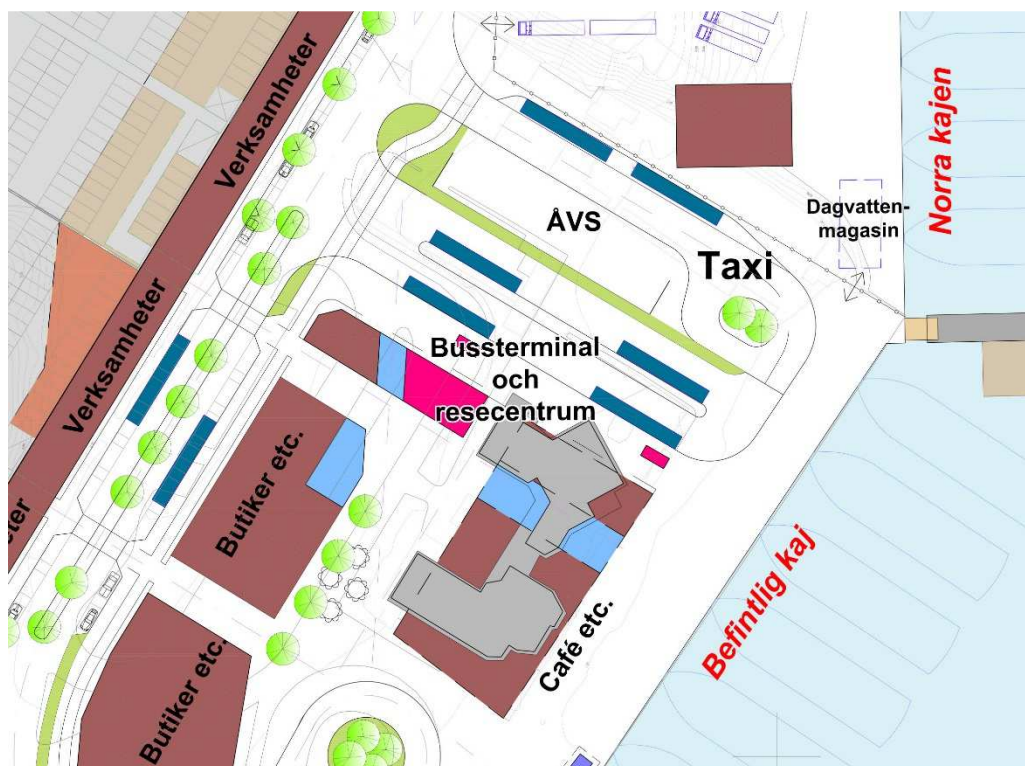 Verksamheter
Norra kajen
ÅVS
Dagvatten-
magasin
Taxi
Verksamheter
Bussterminal
och
resecentrum
Butiker etc.
eter
Befintlig kaj
Café etc.
Butiker etc.